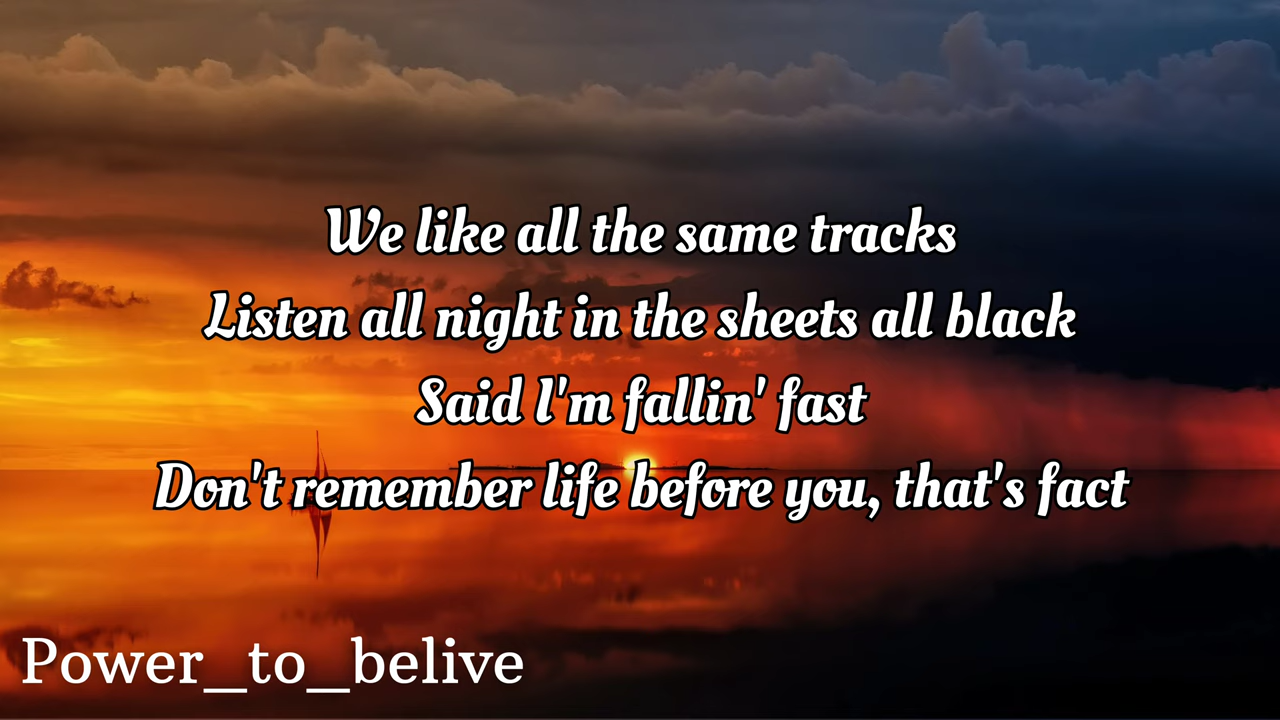 We like all the same tracks
Listen all night in the sheets all black
Said I'm fallin' fast
Don't remember life before you, that's fact
Power_to_belive